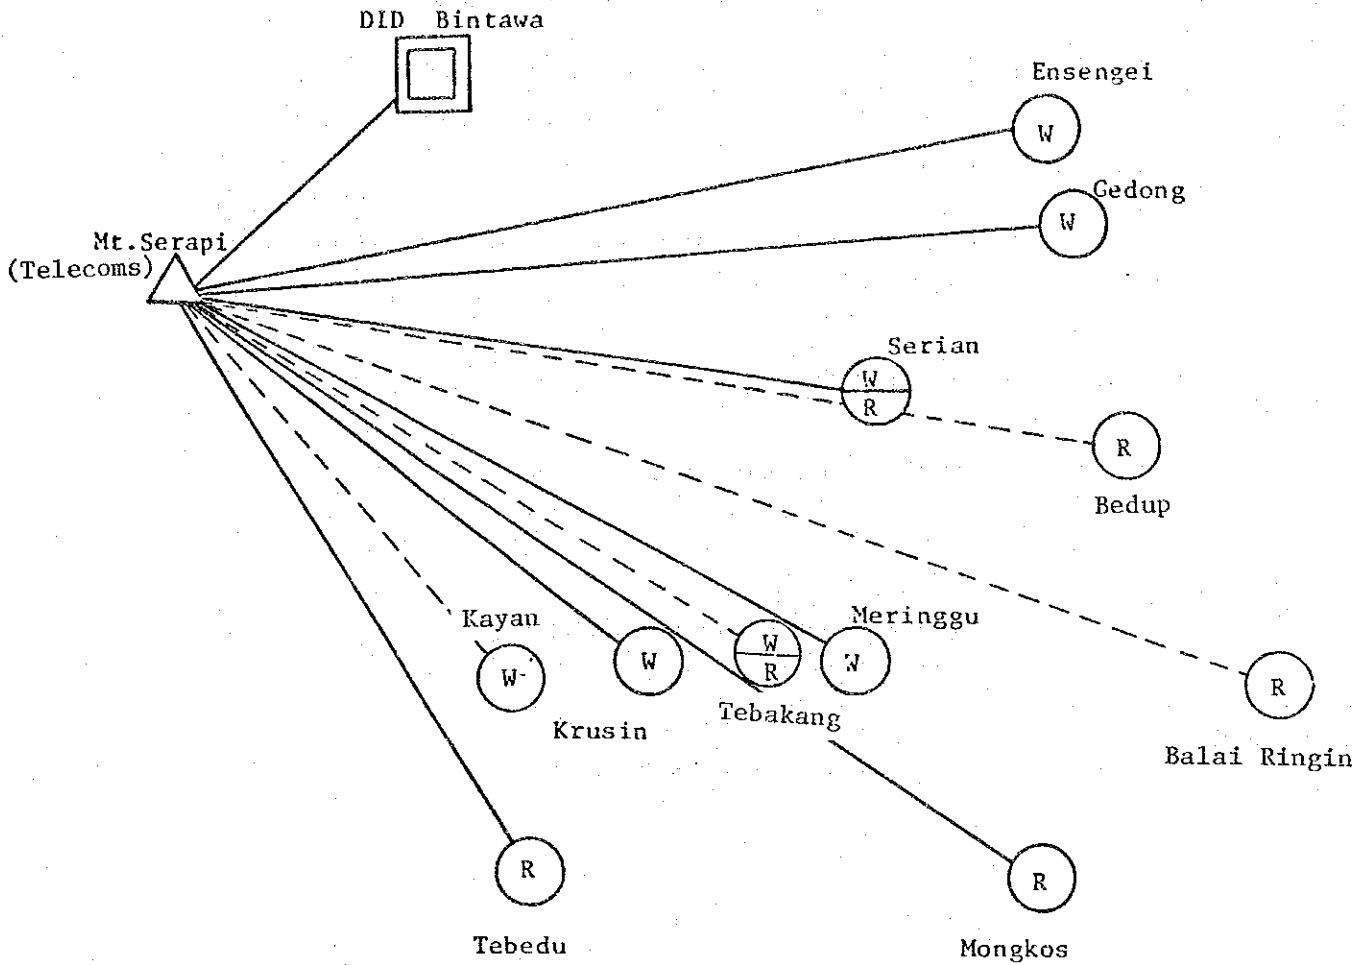 DID Bintawa
Ensengei
W
Gedong
W
Mt.Serapi
(Telecoms)
Serian
W
R
R
Bedup
Kayan
W
W
Krusin
W
R
Tebakang
Meringgu
W
R
Balai Ringin
R
Tebedu
R
Mongkos